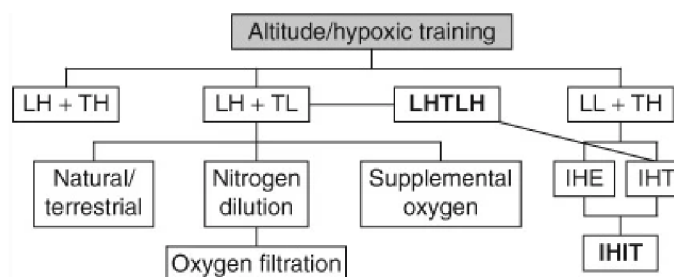 Altitude/hypoxic training
LH + TH
LH + TL
LHTLH
LL + TH
Natural/
terrestrial
Nitrogen
dilution
Supplemental
oxygen
IHE
IHT
Oxygen filtration
IHIT